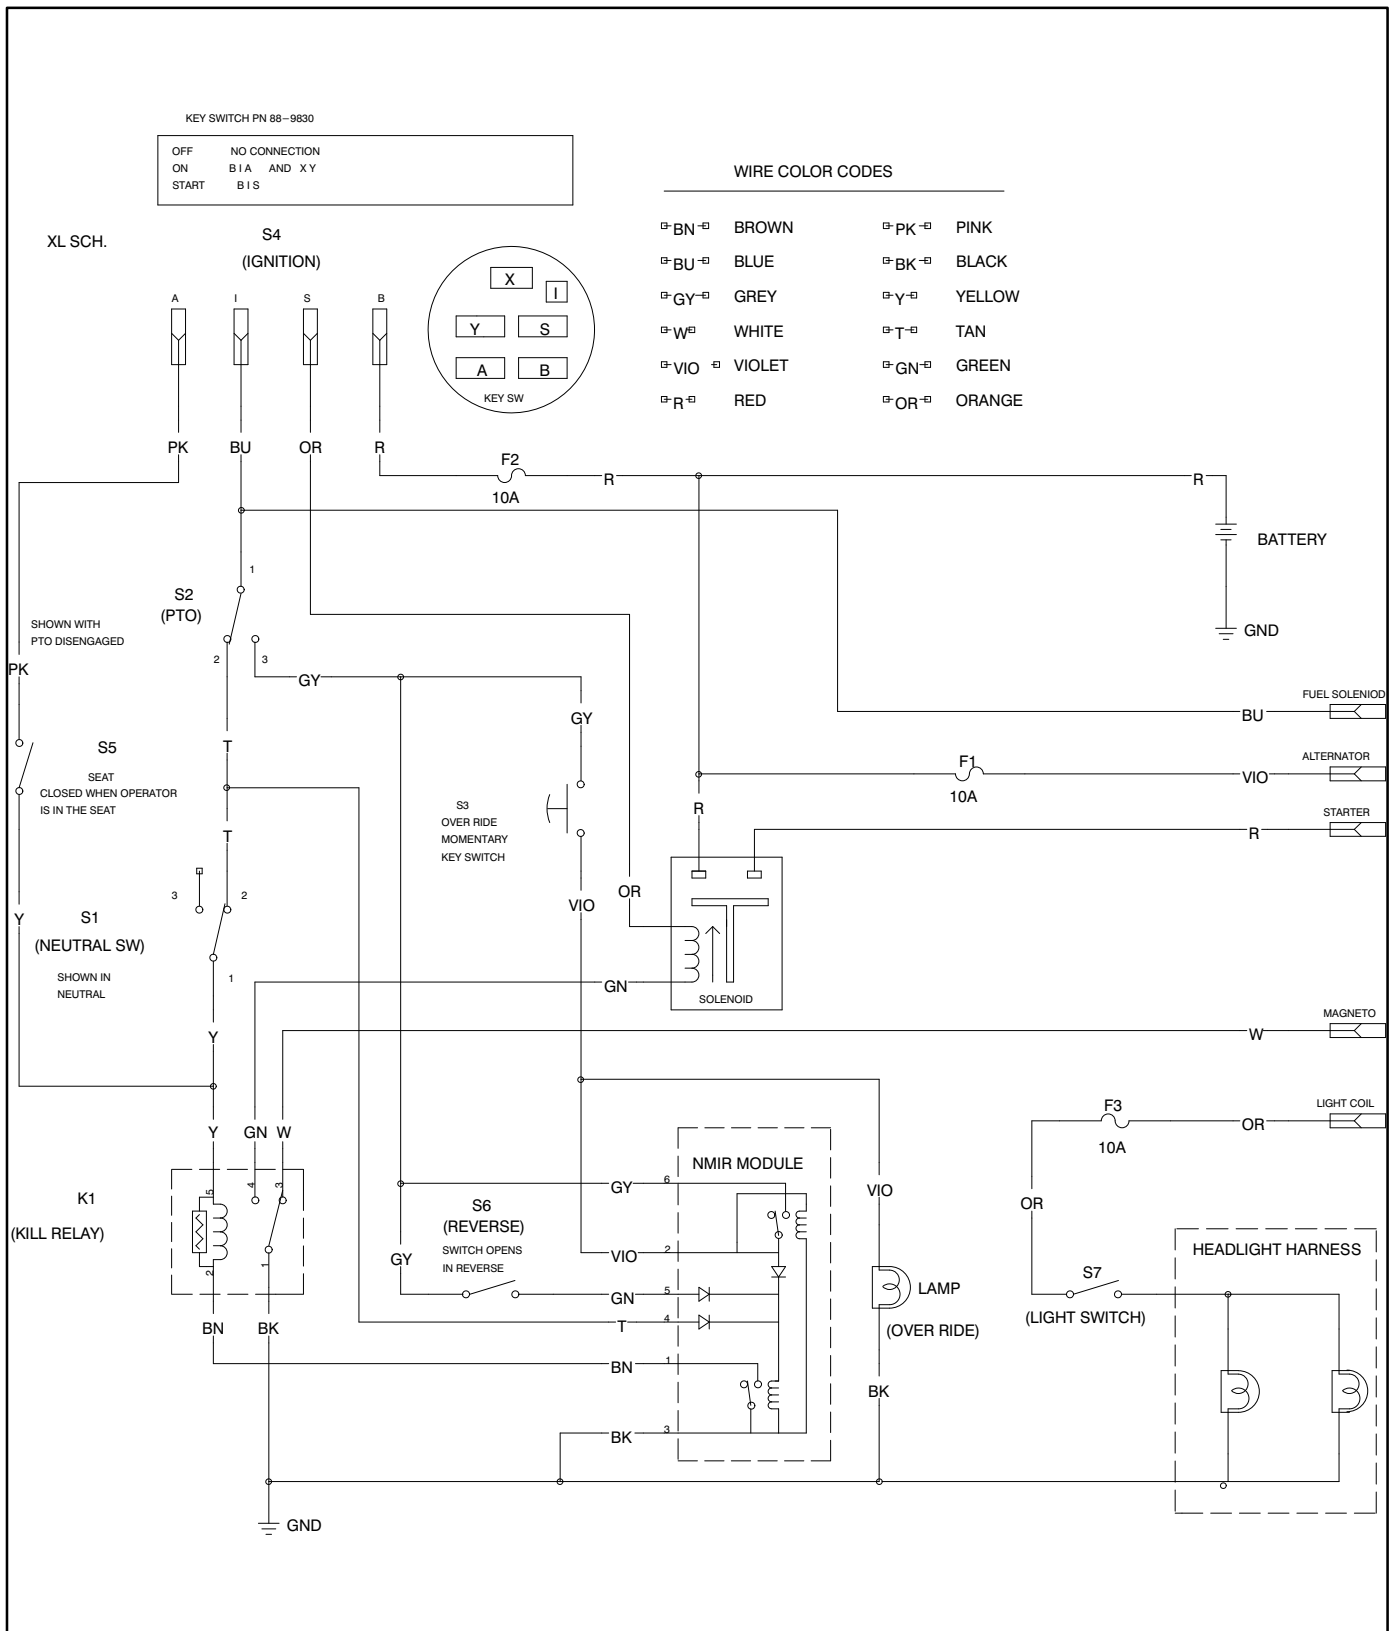 KEY SWITCH PN 88-9830
OFF NO CONNECTION
ON B I A AND X Y
START B I S
XL SCH.
S4
(IGNITION)
A
I
S
B
X
I
Y
S
A
B
KEY SW
WIRE COLOR CODES
BN BROWN
PK PINK
BU BLUE
BK BLACK
GY GREY
Y YELLOW
W WHITE
T TAN
VIO VIOLET
GN GREEN
R RED
OR ORANGE
PK
BU
OR
R
F2
10A
R
R
BATTERY
GND
1
S2
(PTO)
SHOWN WITH
PTO DISENGAGED
2
3
PK
GY
GY
FUEL SOLENIOD
BU
T
S5
SEAT
CLOSED WHEN OPERATOR
IS IN THE SEAT
ALTERNATOR
F1
10A
VIO
S3
OVER RIDE
MOMENTARY
KEY SWITCH
R
STARTER
R
T
3
2
OR
VIO
Y
S1
(NEUTRAL SW)
SHOWN IN
NEUTRAL
1
GN
SOLENOID
MAGNETO
W
Y
Y
GN
W
F3
10A
LIGHT COIL
OR
NMIR MODULE
K1
(KILL RELAY)
5
4
3
2
1
GY
6
S6
(REVERSE)
SWITCH OPENS
IN REVERSE
GY
VIO
2
GN
5
T
4
VIO
LAMP
(OVER RIDE)
OR
S7
(LIGHT SWITCH)
HEADLIGHT HARNESS
BN
BK
BN
1
BK
3
BK
GND